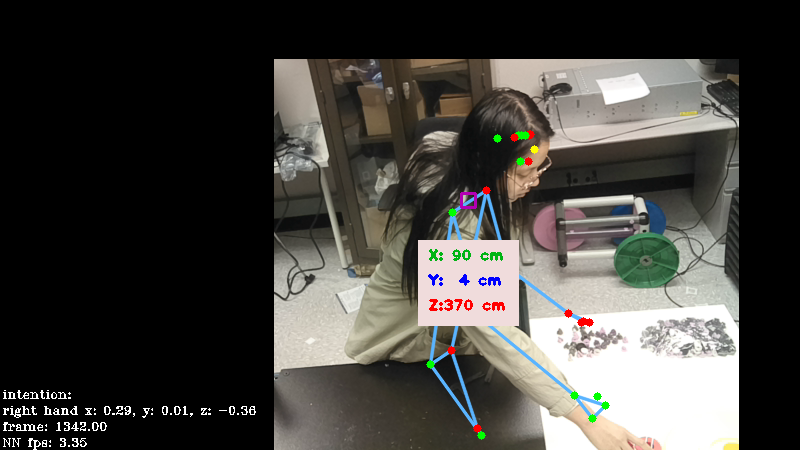 X: 90 cm
Y: 4 cm
Z:370 cm
intention:
right hand x: 0.29, y: 0.01, z: -0.36
frame: 1342.00
NN fps: 3.35